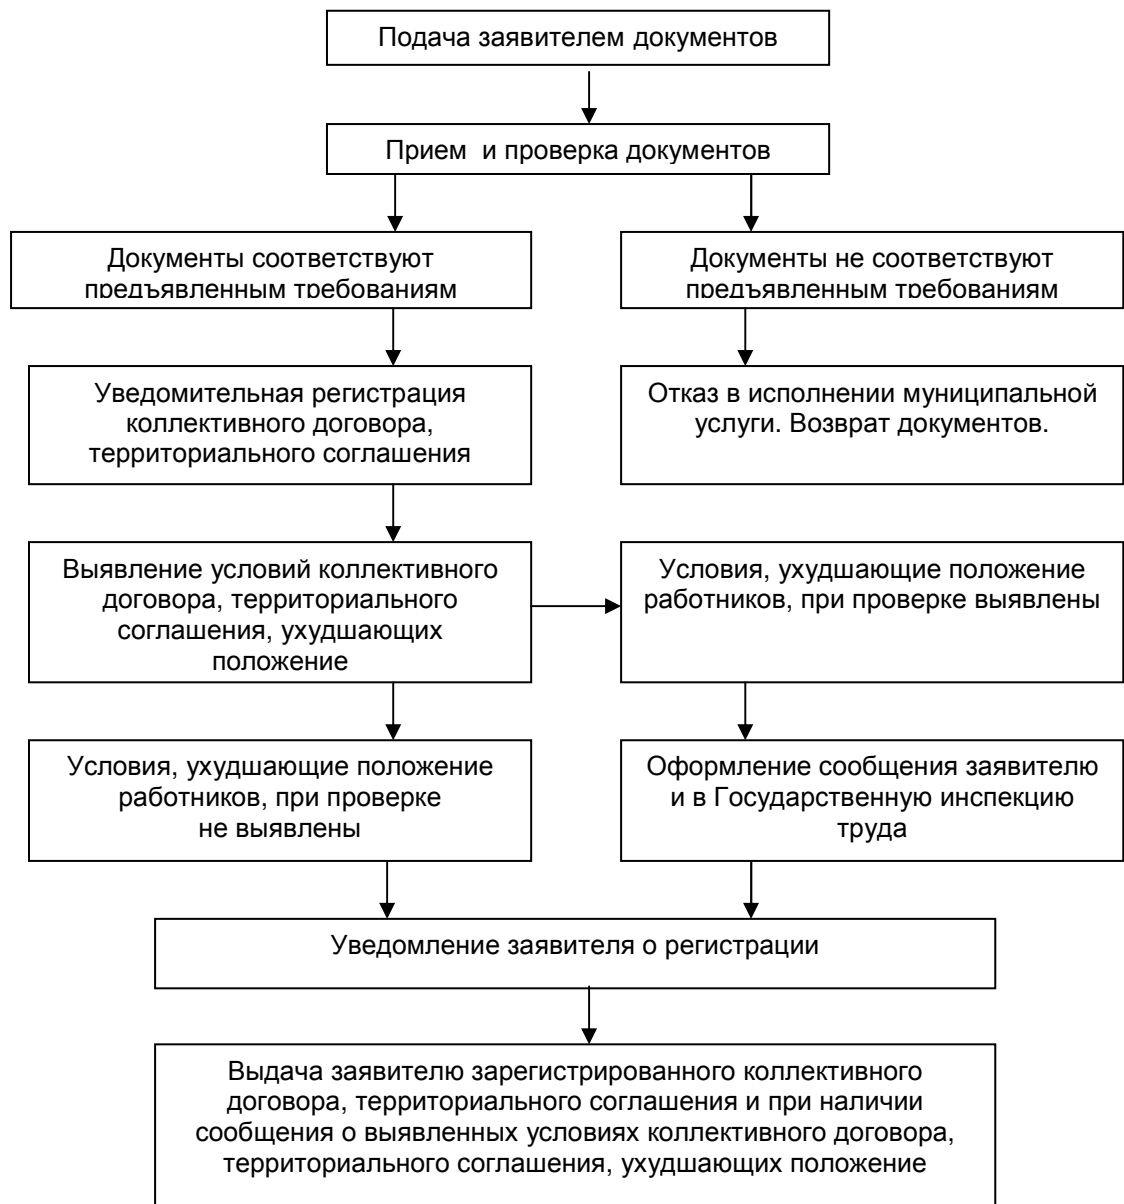 Подача заявителем документов
Прием и проверка документов
Документы соответствуют
предъявленным требованиям
Документы не соответствуют
предъявленным требованиям
Уведомительная регистрация
коллективного договора,
территориального соглашения
Отказ в исполнении муниципальной
услуги. Возврат документов.
Выявление условий коллективного
договора, территориального
соглашения, ухудшающих
положение
Условия, ухудшающие положение
работников, при проверке выявлены
Условия, ухудшающие положение
работников, при проверке
не выявлены
Оформление сообщения заявителю
и в Государственную инспекцию
труда
Уведомление заявителя о регистрации
Выдача заявителю зарегистрированного коллективного
договора, территориального соглашения и при наличии
сообщения о выявленных условиях коллективного договора,
территориального соглашения, ухудшающих положение